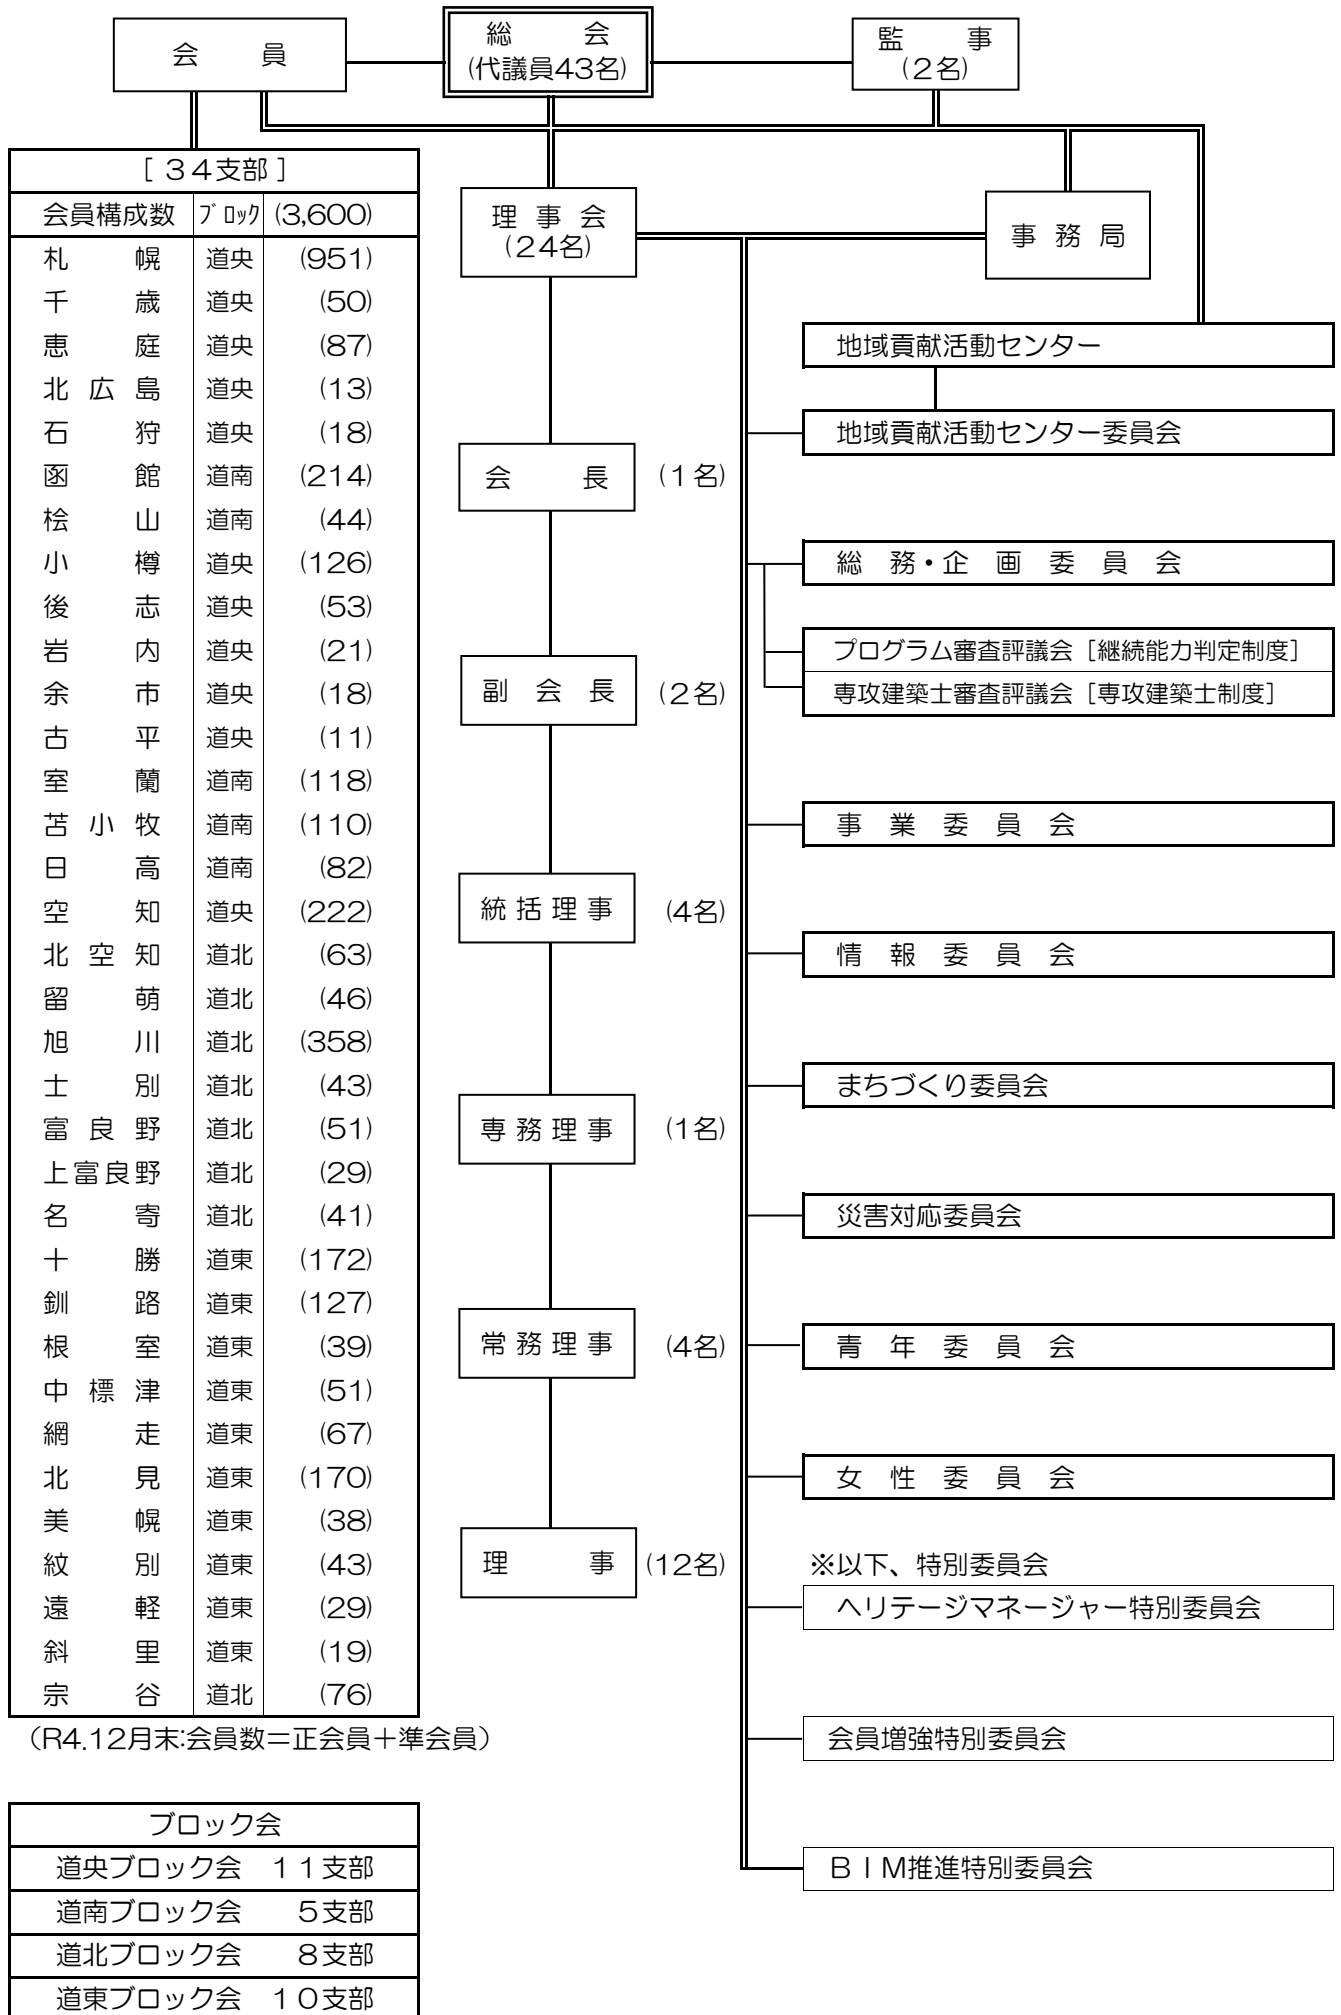 会員
総会
(代議員43名)
監事
(2名)
[ 34支部 ]
会員構成数 ブロック (3,600)
札幌 道央 (951)
千歳 道央 (50)
恵庭 道央 (87)
北広島 道央 (13)
石狩 道央 (18)
函館 道南 (214)
桧山 道南 (44)
小樽 道央 (126)
後志 道央 (53)
岩内 道央 (21)
余市 道央 (18)
古平 道央 (11)
室蘭 道南 (118)
苫小牧 道南 (110)
日高 道南 (82)
空知 道央 (222)
北空知 道北 (63)
留萌 道北 (46)
旭川 道北 (358)
士別 道北 (43)
富良野 道北 (51)
上富良野 道北 (29)
名寄 道北 (41)
十勝 道東 (172)
釧路 道東 (127)
根室 道東 (39)
中標津 道東 (51)
網走 道東 (67)
北見 道東 (170)
美幌 道東 (38)
紋別 道東 (43)
遠軽 道東 (29)
斜里 道東 (19)
宗谷 道北 (76)
(R4.12月末:会員数=正会員+準会員)
ブロック会
道央ブロック会 11支部
道南ブロック会 5支部
道北ブロック会 8支部
道東ブロック会 10支部
理事会
(24名)
会長 (1名)
副会長 (2名)
統括理事 (4名)
専務理事 (1名)
常務理事 (4名)
理事 (12名)
事務局
地域貢献活動センター
地域貢献活動センター委員会
総務・企画委員会
プログラム審査評議会[継続能力判定制度]
専攻建築士審査評議会[専攻建築士制度]
事業委員会
情報委員会
まちづくり委員会
災害対応委員会
青年委員会
女性委員会
※以下、特別委員会
ヘリテージマネージャー特別委員会
会員増強特別委員会
BIM推進特別委員会